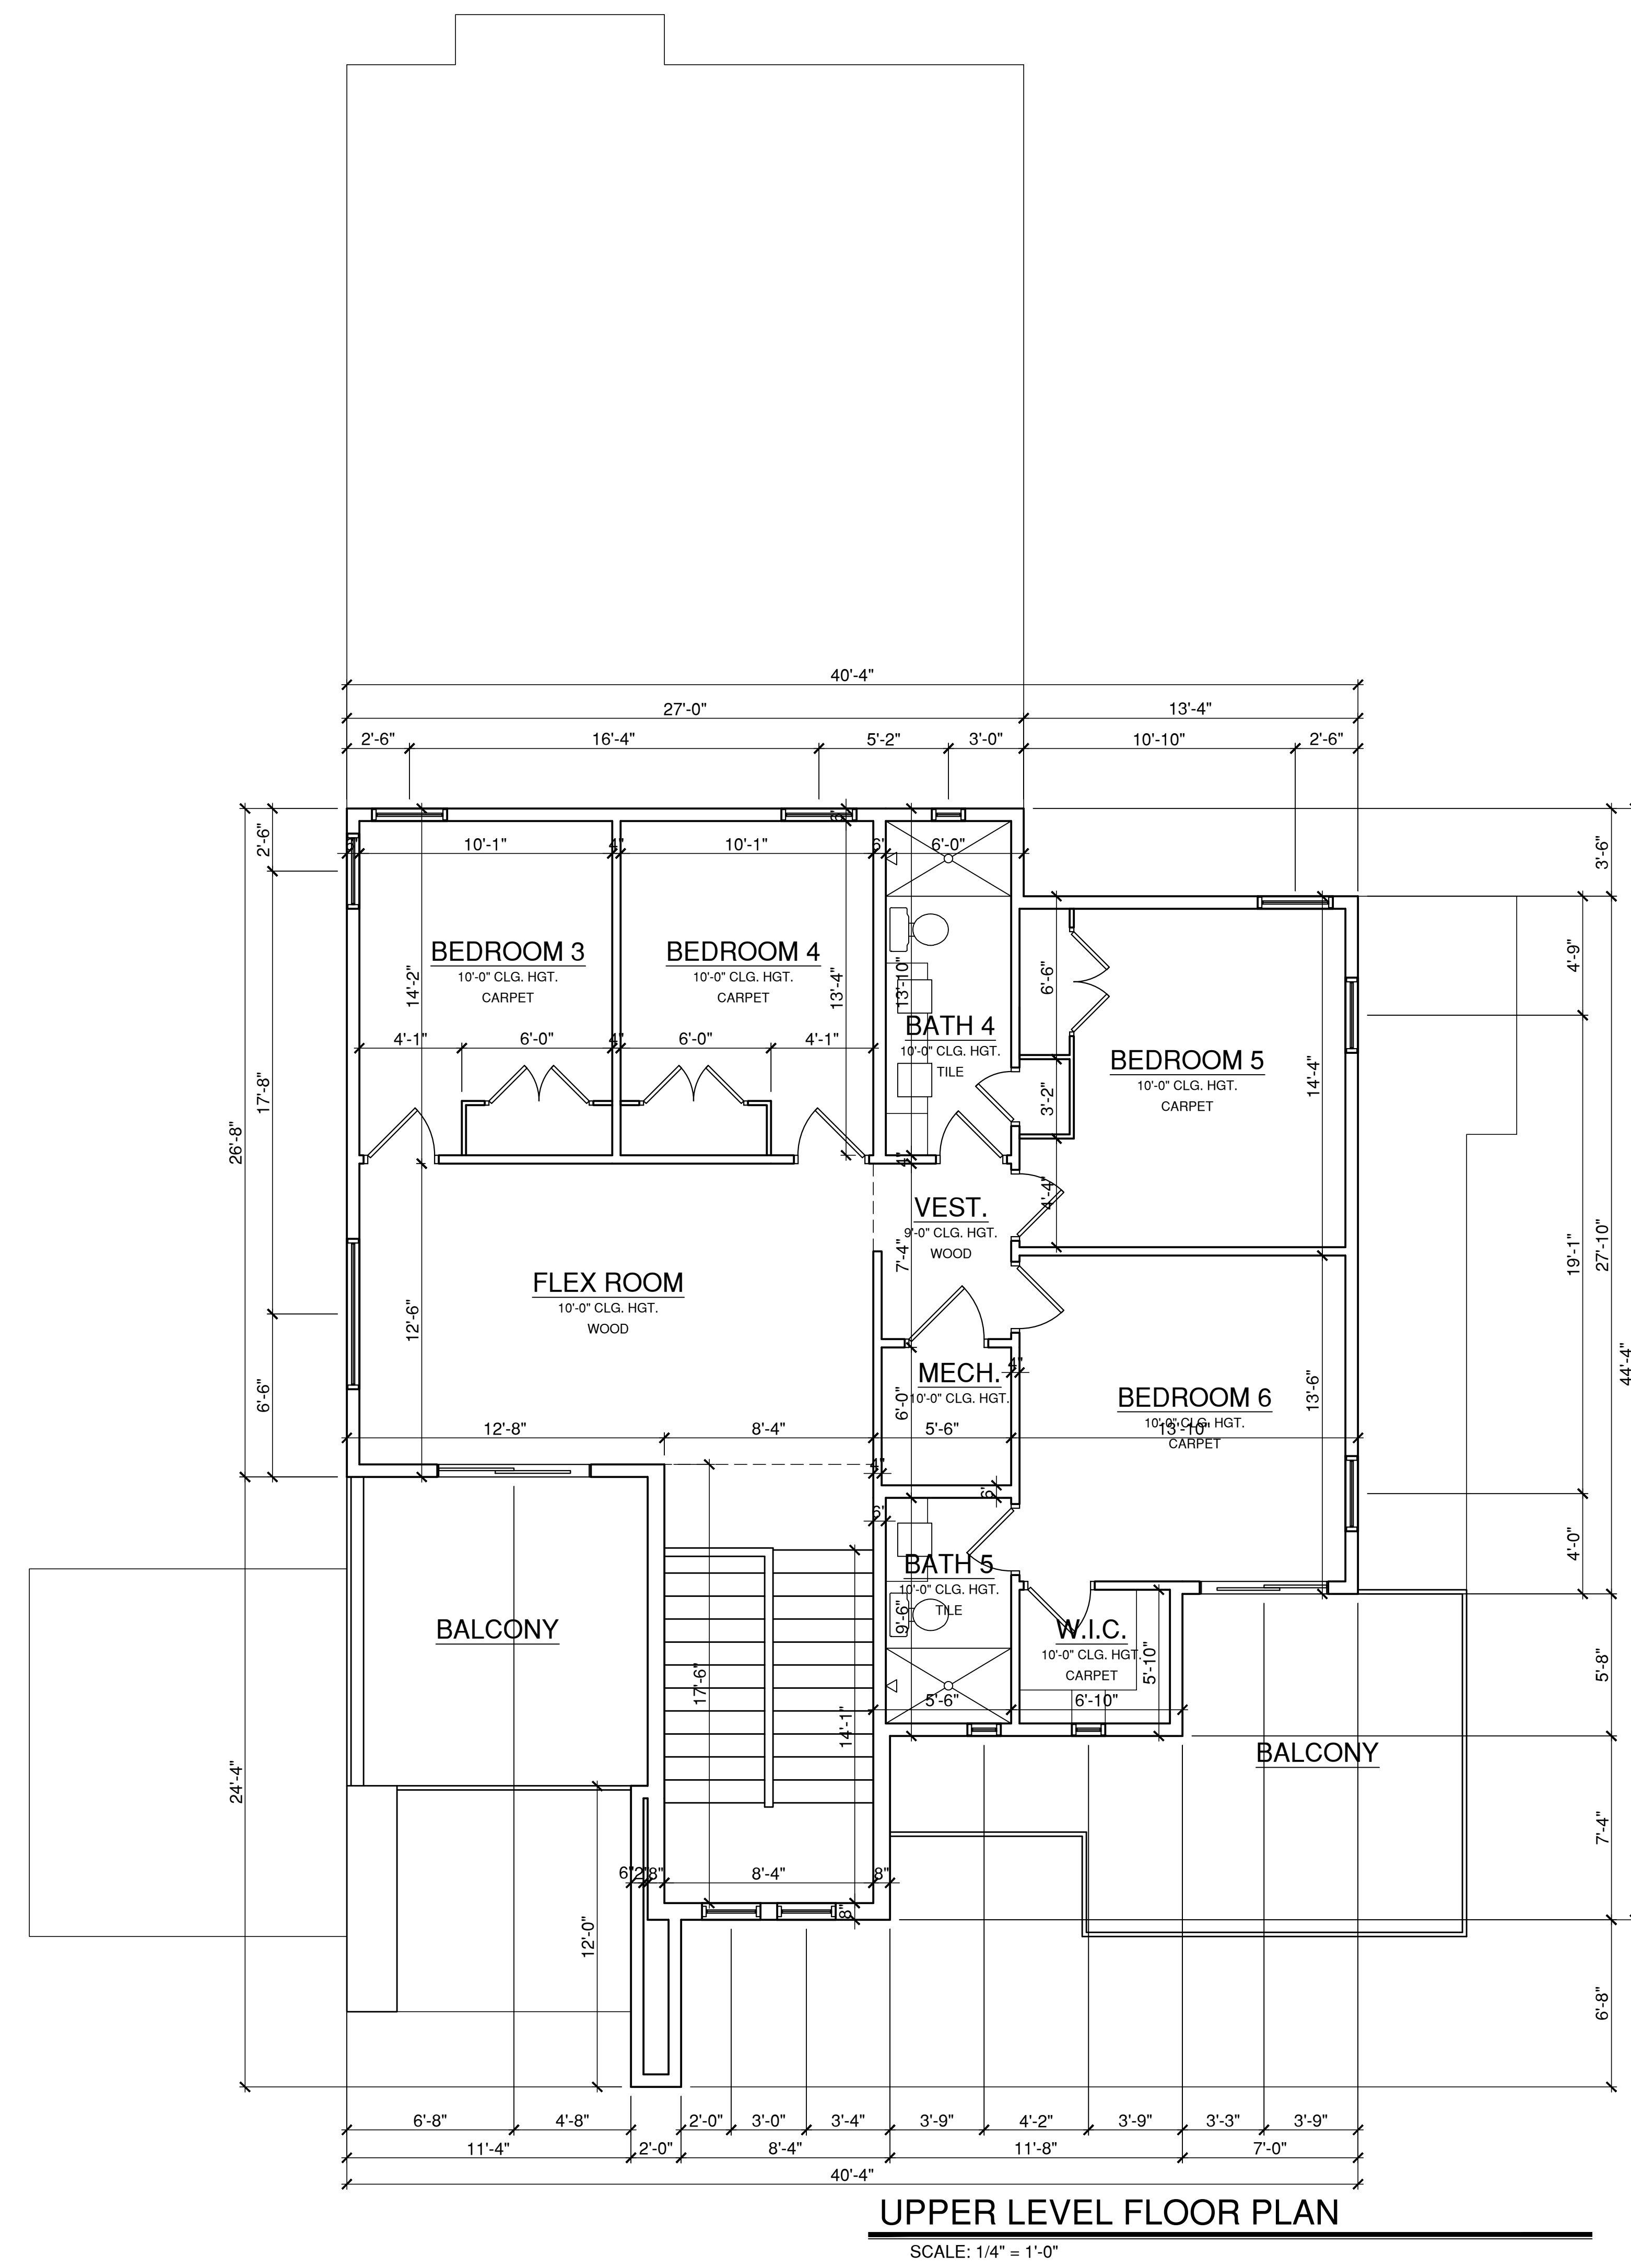 40'-4"
27'-0" 13'-4"
2'-6" 16'-4" 5'-2" 3'-0" 10'-10" 2'-6"
2'-6"
17'-8"
6'-6"
26'-8"
24'-4"
6" 10'-1" 4" 10'-1" 6" 6'-0"
6"
BEDROOM 3
10'-0" CLG. HGT.
CARPET
14'-2"
BEDROOM 4
10'-0" CLG. HGT.
CARPET
13'-4"
4'-1" 6'-0" 4" 6'-0" 4'-1"
13'-10"
BATH 4
10'-0" CLG. HGT.
TILE
4"
6'-6"
3'-2"
4'-4"
BEDROOM 5
10'-0" CLG. HGT.
CARPET
14'-4"
VEST.
9'-0" CLG. HGT.
WOOD
7'-4"
FLEX ROOM
10'-0" CLG. HGT.
WOOD
12'-6"
MECH.
10'-0" CLG. HGT.
6'-0"
4"
BEDROOM 6
10'-0" CLG. HGT.
CARPET
13'-6"
12'-8" 8'-4" 5'-6" 13'-10"
4"
6"
6"
BATH 5
10'-0" CLG. HGT.
TILE
9'-6"
W.I.C.
10'-0" CLG. HGT.
CARPET
5'-10"
5'-6" 6'-10"
BALCONY
17'-6"
14'-1"
BALCONY
6" 2" 8" 8'-4" 8"
8"
12'-0"
3'-6"
4'-9"
19'-1"
27'-10"
44'-4"
4'-0"
5'-8"
7'-4"
6'-8"
6'-8" 4'-8" 2'-0" 3'-0" 3'-4" 3'-9" 4'-2" 3'-9" 3'-3" 3'-9"
11'-4" 2'-0" 8'-4" 11'-8" 7'-0"
40'-4"
UPPER LEVEL FLOOR PLAN
SCALE: 1/4" = 1'-0"